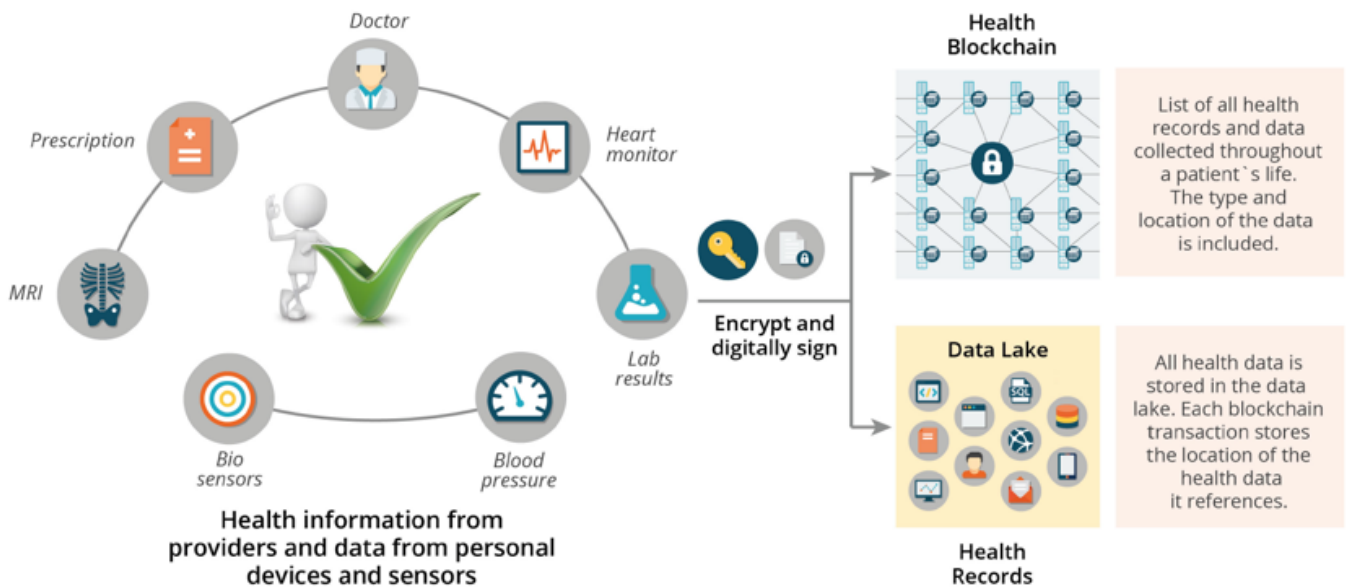 Doctor
Prescription
Heart
monitor
MRI
Lab
results
Bio
sensors
Blood
pressure
Health information from
providers and data from personal
devices and sensors
Encrypt and
digitally sign
Health
Blockchain
List of all health
records and data
collected throughout
a patient`s life.
The type and
location of the data
is included.
Data Lake
SQL
Health
Records
All health data is
stored in the data
lake. Each blockchain
transaction stores
the location of the
health data
it references.